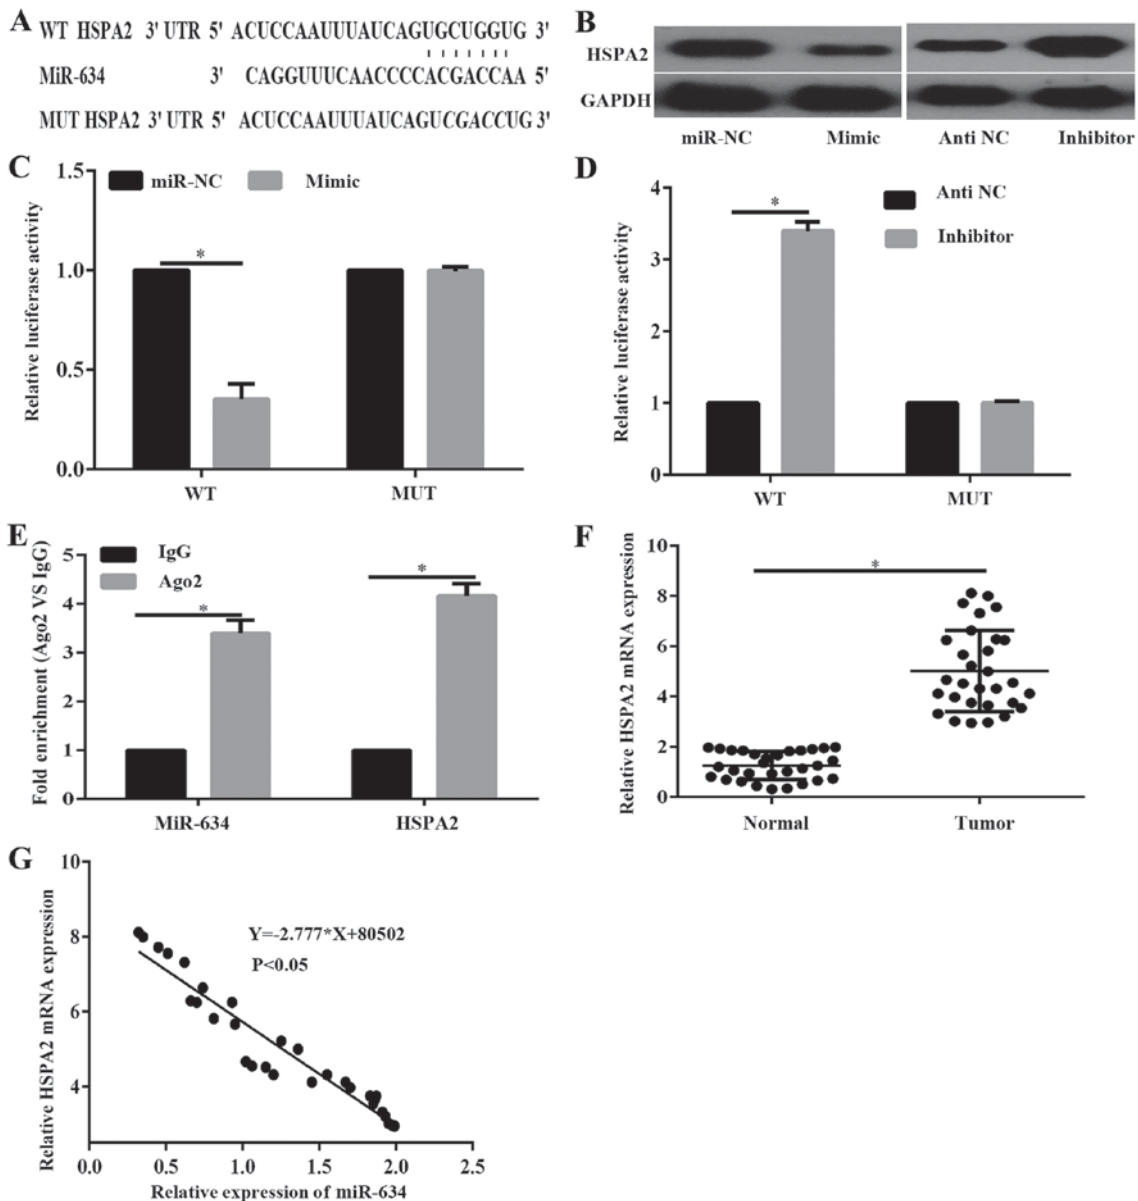 A
WT HSPA2 3' UTR 5' ACUCCAAUUUAUCAGUGCUGGUG 3'
MiR-634 3' CAGGUUUCAACCCCACGACCAA 5'
MUT HSPA2 3' UTR 5' ACUCCAAUUUAUCAGUCGACCUG 3'
B
HSPA2
GAPDH
miR-NC Mimic Anti NC Inhibitor
C
miR-NC Mimic
Relative luciferase activity
1.5
1.0
0.5
0.0
*
WT MUT
D
Anti NC
Inhibitor
Relative luciferase activity
4
3
2
1
0
*
WT MUT
E
IgG
Ago2
Fold enrichment (Ago2 VS IgG)
5
4
3
2
1
0
* *
MiR-634 HSPA2
F
Relative HSPA2 mRNA expression
10
8
6
4
2
0
*
Normal Tumor
G
Relative HSPA2 mRNA expression
10
8
6
4
Y=-2.777*X+80502
P<0.05
0.0 0.5 1.0 1.5 2.0 2.5
Relative expression of miR-634